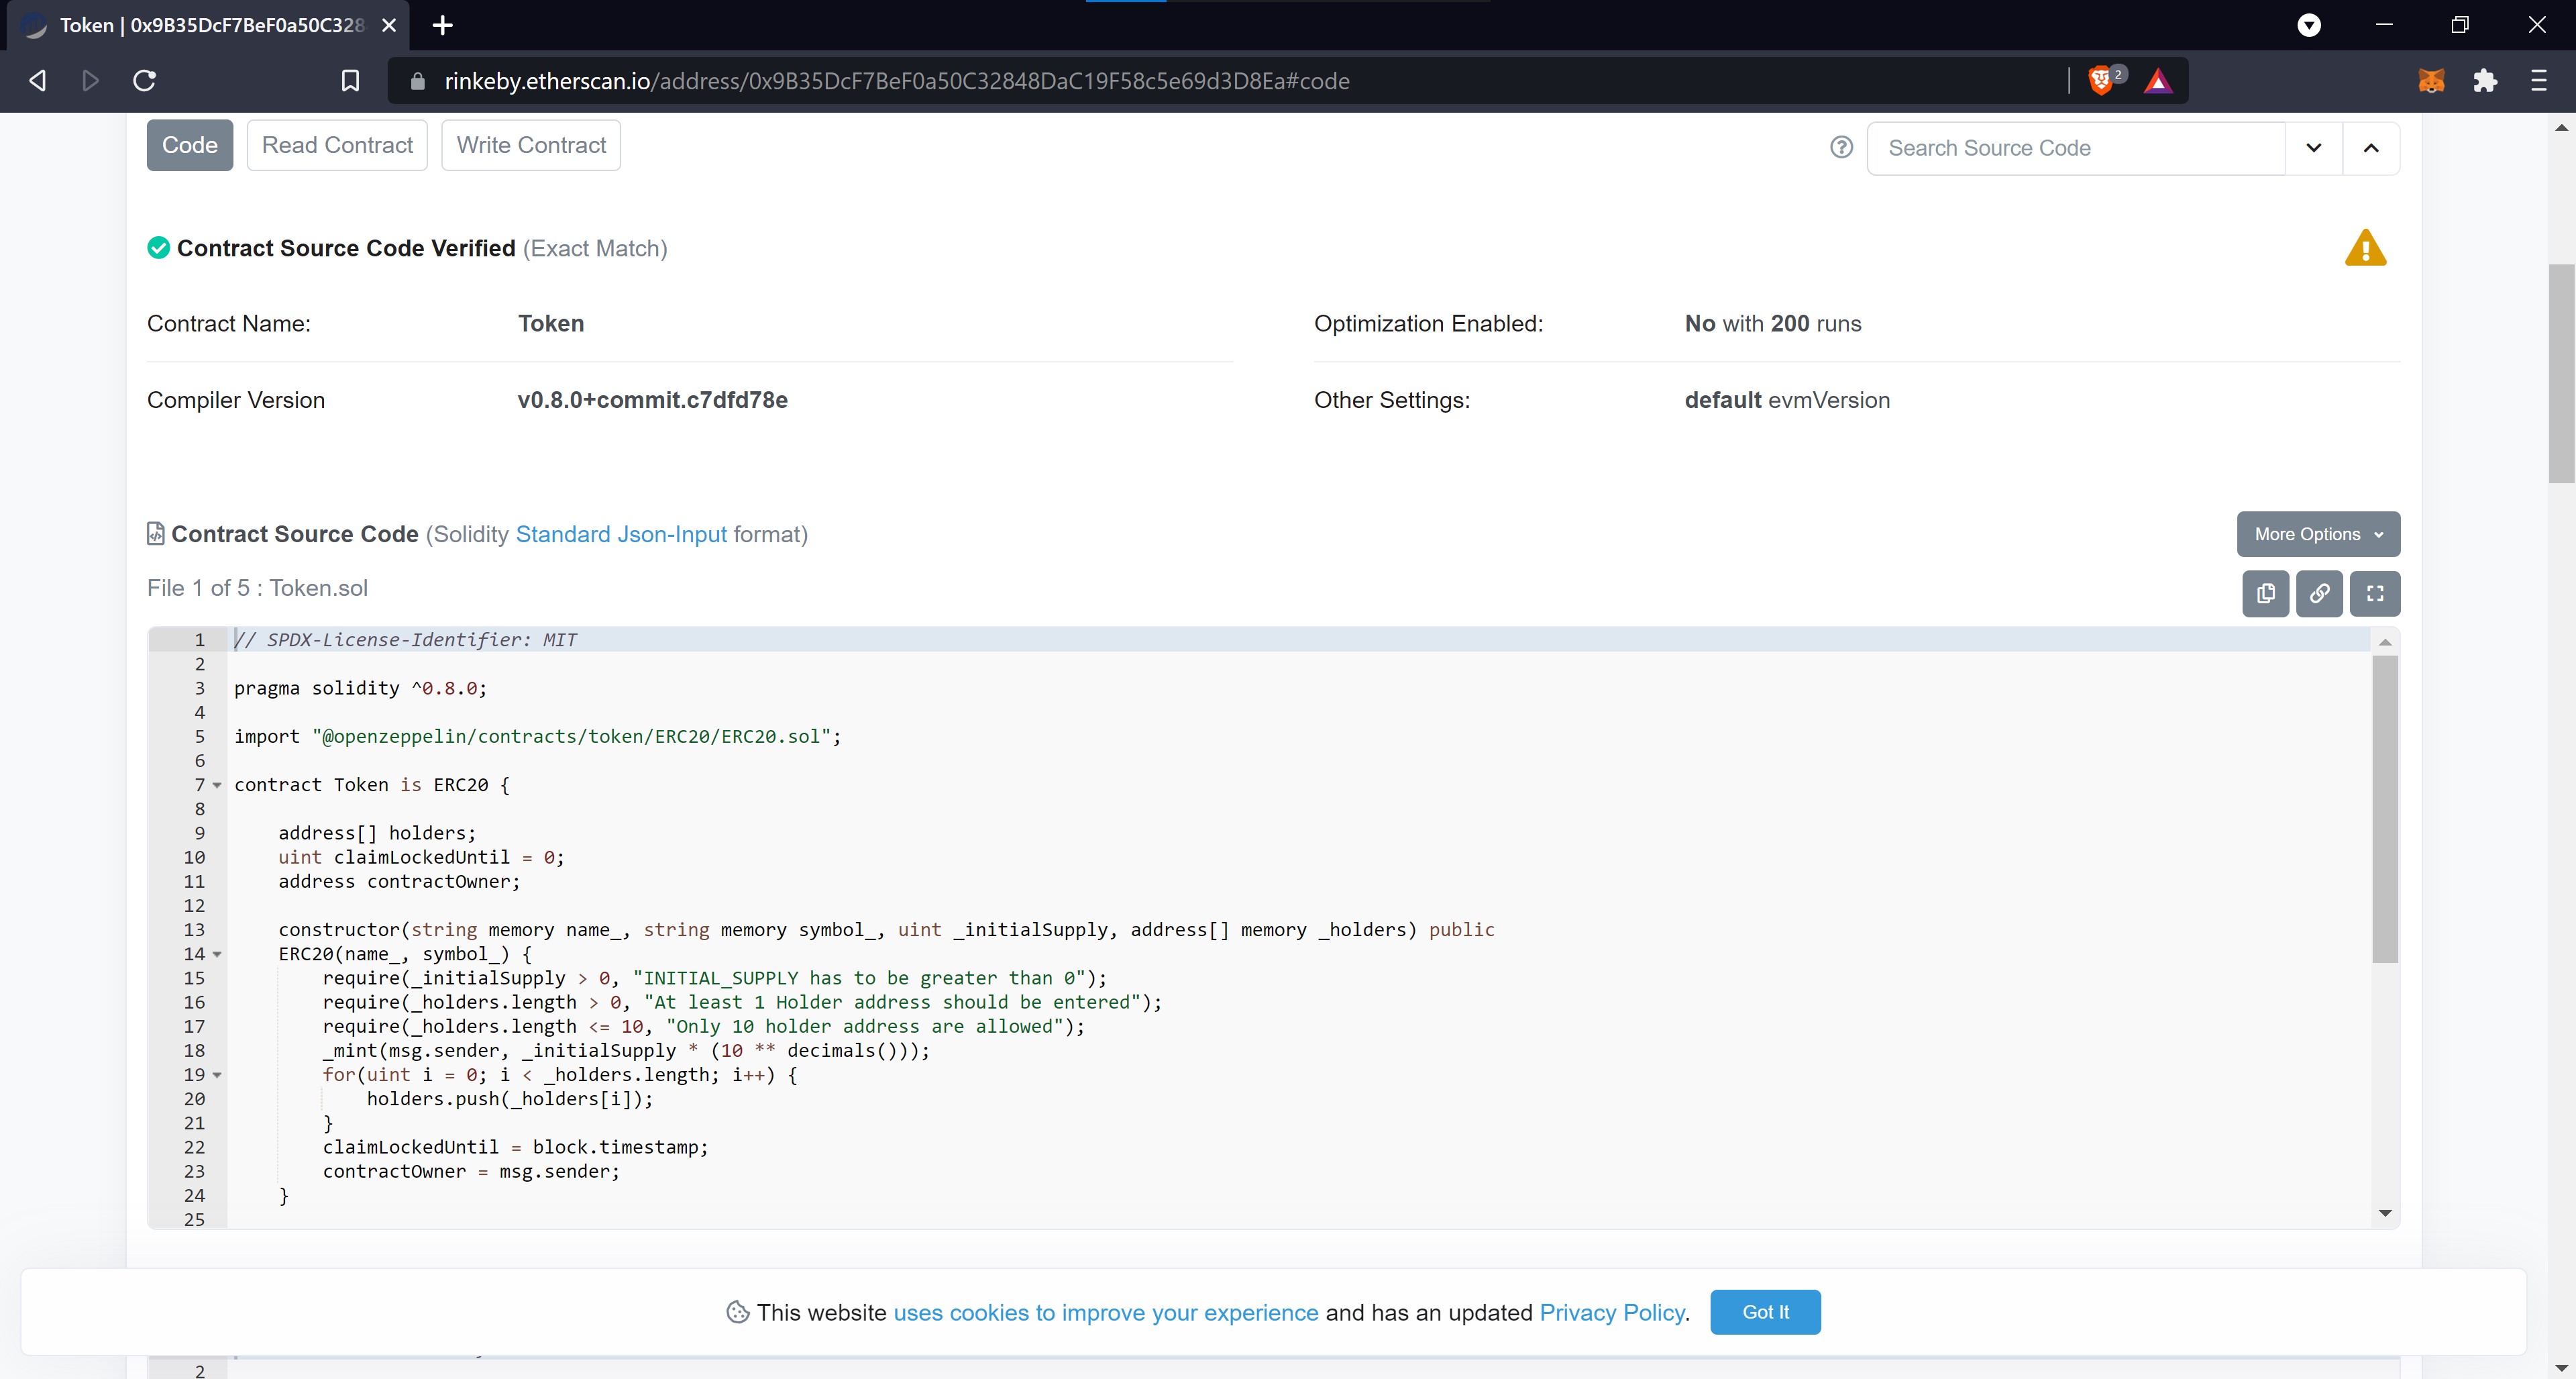 Token | 0x9B35DcF7BeF0a50C328
rinkeby.etherscan.io/address/0x9B35DcF7BeF0a50C32848DaC19F58c5e69d3D8Ea#code
2
Code
Read Contract
Write Contract
Search Source Code
Contract Source Code Verified (Exact Match)
Contract Name:
Token
Optimization Enabled:
No with 200 runs
Compiler Version
v0.8.0+commit.c7dfd78e
Other Settings:
default evmVersion
Contract Source Code (Solidity Standard Json-Input format)
More Options
File 1 of 5 : Token.sol
1 // SPDX-License-Identifier: MIT
2
3 pragma solidity ^0.8.0;
4
5 import "@openzeppelin/contracts/token/ERC20/ERC20.sol";
6
7 contract Token is ERC20 {
8
9     address[] holders;
10     uint claimLockedUntil = 0;
11     address contractOwner;
12
13     constructor(string memory name_, string memory symbol_, uint _initialSupply, address[] memory _holders) public
14     ERC20(name_, symbol_) {
15         require(_initialSupply > 0, "INITIAL_SUPPLY has to be greater than 0");
16         require(_holders.length > 0, "At least 1 Holder address should be entered");
17         require(_holders.length <= 10, "Only 10 holder address are allowed");
18         _mint(msg.sender, _initialSupply * (10 ** decimals()));
19         for(uint i = 0; i < _holders.length; i++) {
20             holders.push(_holders[i]);
21         }
22         claimLockedUntil = block.timestamp;
23         contractOwner = msg.sender;
24     }
25
This website uses cookies to improve your experience and has an updated Privacy Policy.
Got It
2